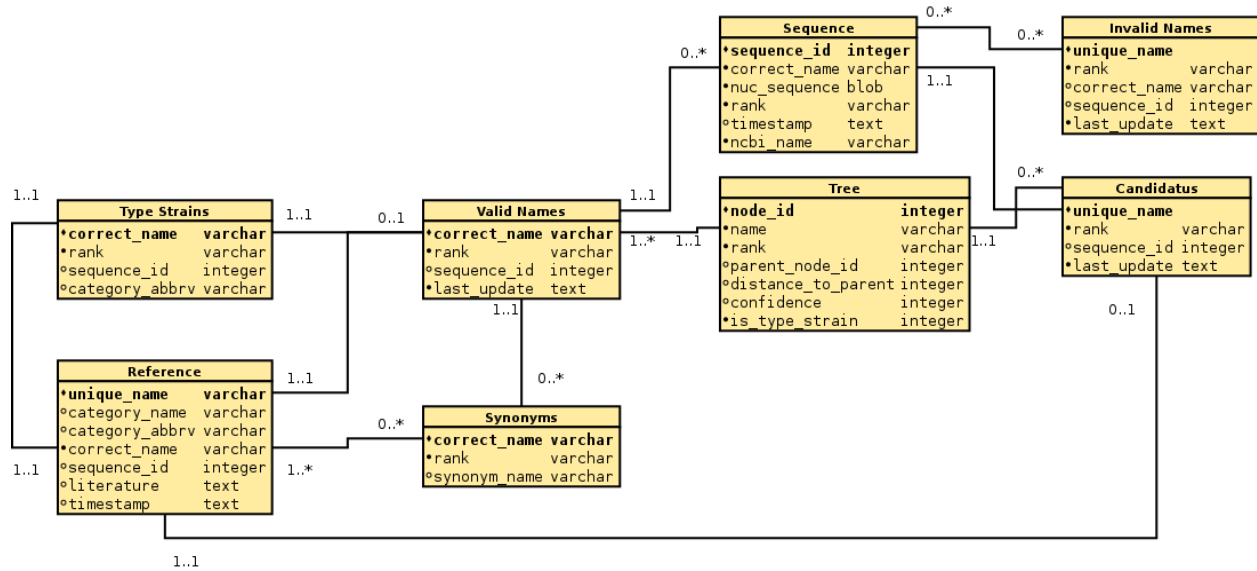 Sequence
sequence_id integer
correct_name varchar
nuc_sequence blob
rank varchar
timestamp text
ncbi_name varchar
0..*
0..*
Invalid Names
unique_name
rank varchar
correct_name varchar
sequence_id integer
last_update text
0..*
1..1
1..1
Type Strains
correct_name varchar
rank varchar
sequence_id integer
category_abbrv varchar
1..1
0..1
Valid Names
correct_name varchar
rank varchar
sequence_id integer
last_update text
1..1
1..*
1..1
Tree
node_id integer
name varchar
rank varchar
parent_node_id integer
distance_to_parent integer
confidence integer
is_type_strain integer
0..*
1..1
Candidatus
unique_name
rank varchar
sequence_id integer
last_update text
1..1
0..1
Reference
unique_name varchar
category_name varchar
category_abbrv varchar
correct_name varchar
sequence_id integer
literature text
timestamp text
1..1
0..*
0..*
1..1
1..*
Synonyms
correct_name varchar
rank varchar
synonym_name varchar
1..1